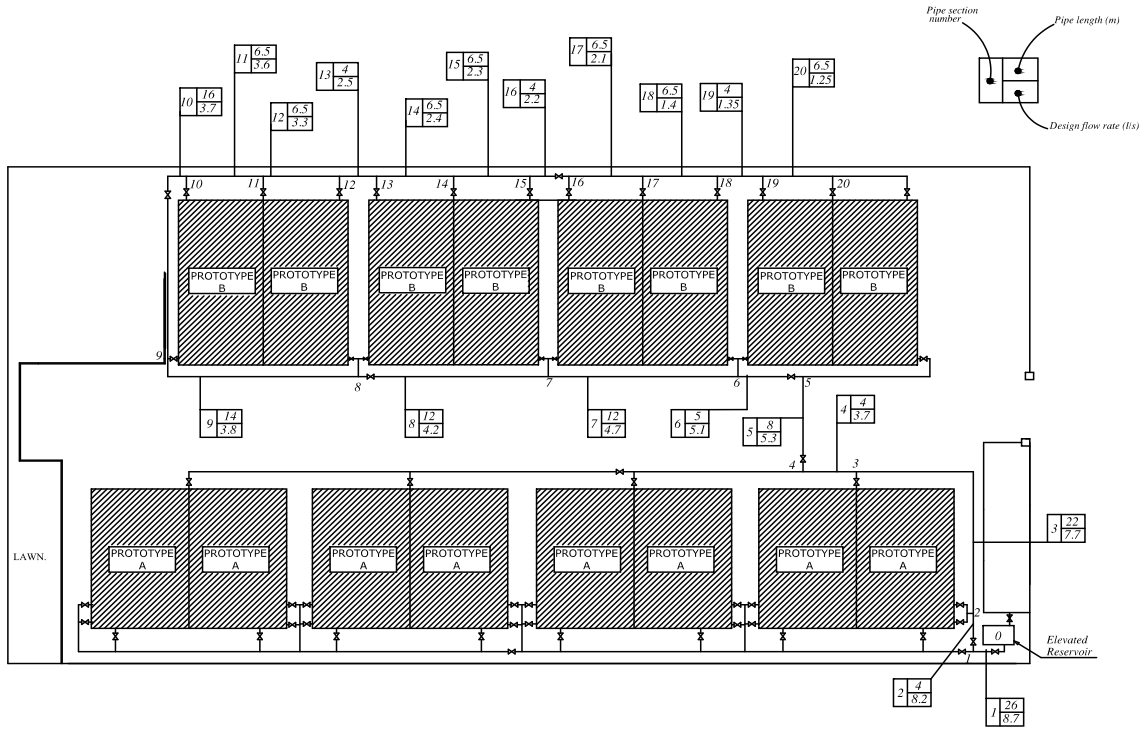 Pipe section
number
Pipe length (m)
Design flow rate (l/s)
10 16 3.7
11 6.5 3.6
12 6.5 3.3
13 4 2.5
14 6.5 2.4
15 6.5 2.3
16 4 2.2
17 6.5 2.1
18 6.5 1.4
19 4 1.35
20 6.5 1.25
10 11 12 13 14 15 16 17 18 19 20
PROTOTYPE
B
PROTOTYPE
B
PROTOTYPE
B
PROTOTYPE
B
PROTOTYPE
B
PROTOTYPE
B
PROTOTYPE
B
PROTOTYPE
B
9
8
7
6
5
9 14 3.8
8 12 4.2
7 12 4.7
6 5 5.1
5 8 5.3
4 4 3.7
4
3
3 22 7.7
LAWN.
PROTOTYPE
A
PROTOTYPE
A
PROTOTYPE
A
PROTOTYPE
A
PROTOTYPE
A
PROTOTYPE
A
PROTOTYPE
A
PROTOTYPE
A
2
0
Elevated
Reservoir
1
2 4 8.2
1 26 8.7